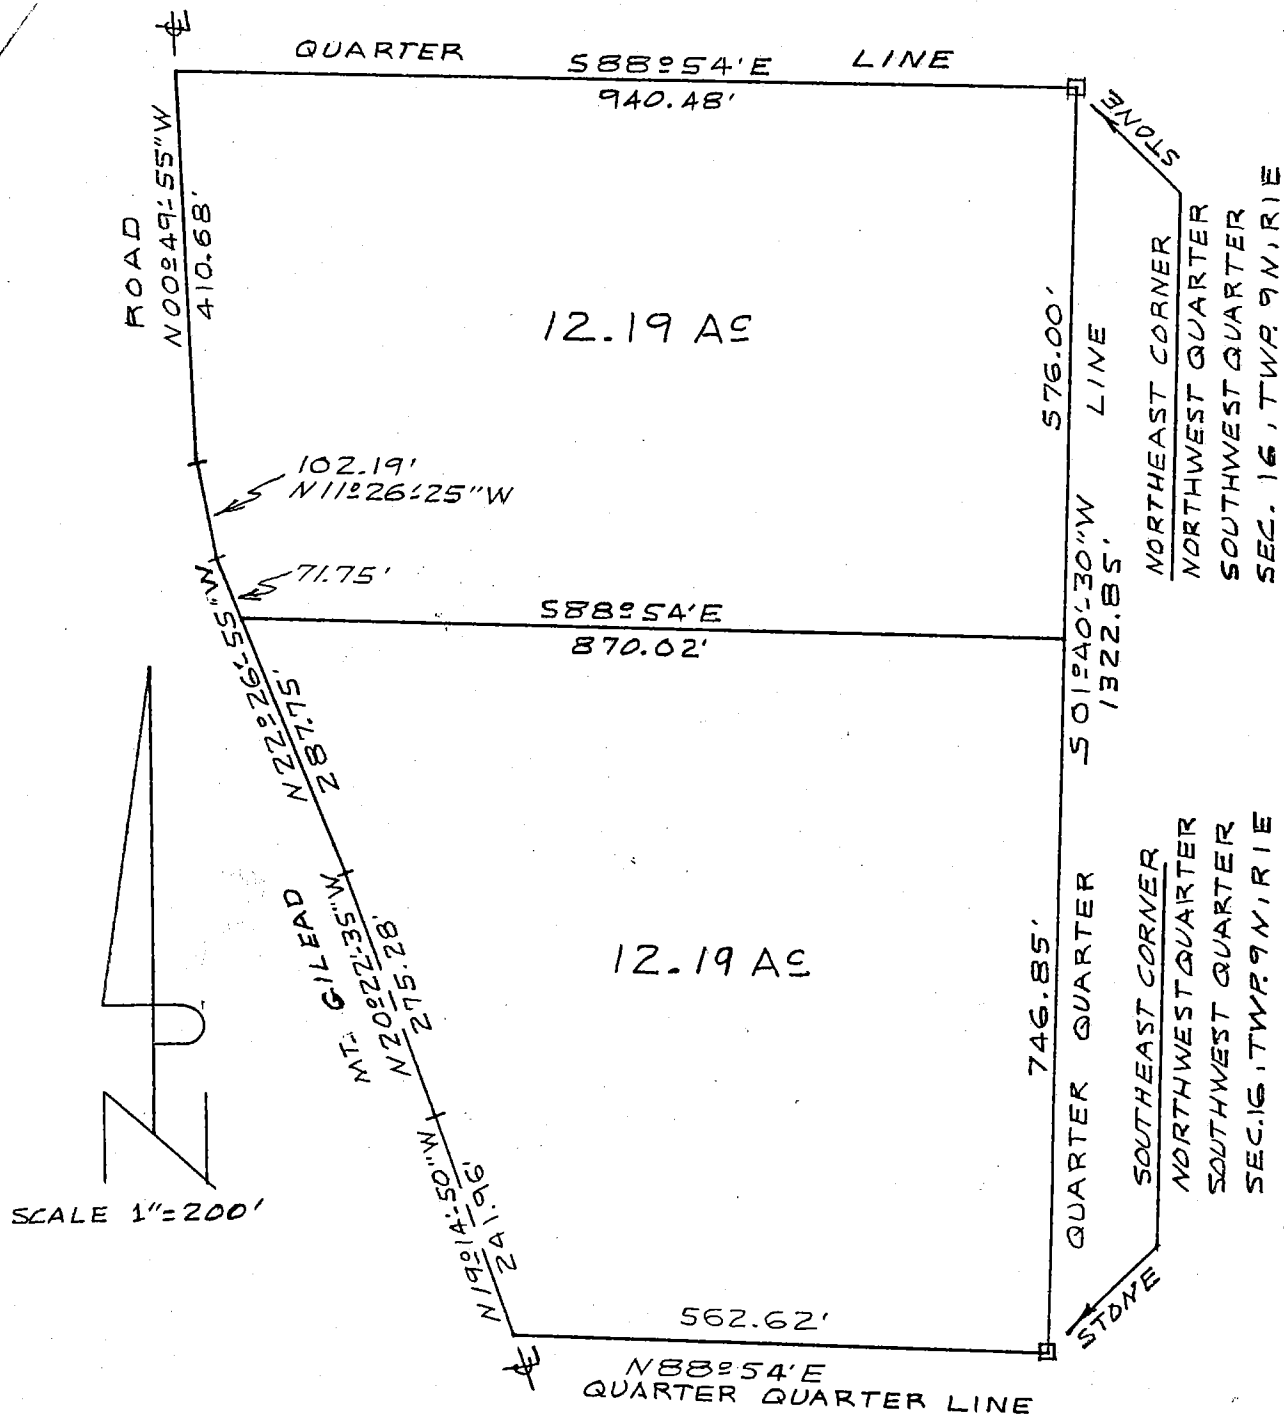 ℄
QUARTER S88°54'E LINE
940.48'
STONE
ROAD
N00°49'-55"W
410.68'
12.19 Ac
576.00'
LINE
NORTHEAST CORNER
NORTHWEST QUARTER
SOUTHWEST QUARTER
SEC. 16, TWP. 9N, R1E
102.19'
N11°26'25"W
71.75'
S88°54'E
870.02'
S01°40'-30"W
1322.85'
N22°26'-55"W
287.75'
MT. GILEAD
N20°22'-35"W
275.28'
12.19 Ac
746.85'
QUARTER QUARTER
SOUTHEAST CORNER
NORTHWEST QUARTER
SOUTHWEST QUARTER
SEC. 16, TWP. 9N, R1E
N
SCALE 1"=200'
N19°14'-50"W
241.96'
562.62'
STONE
℄
N88°54'E
QUARTER QUARTER LINE